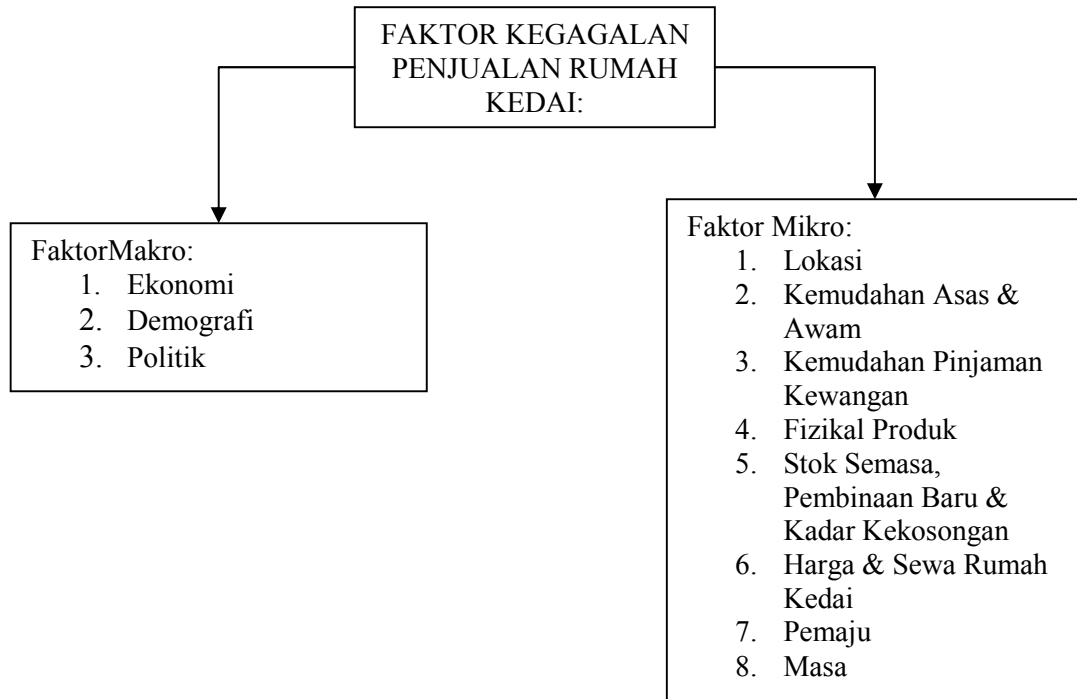 FAKTOR KEGAGALAN
PENJUALAN RUMAH
KEDAI:
FaktorMakro:
1. Ekonomi
2. Demografi
3. Politik
Faktor Mikro:
1. Lokasi
2. Kemudahan Asas &
Awam
3. Kemudahan Pinjaman
Kewangan
4. Fizikal Produk
5. Stok Semasa,
Pembinaan Baru &
Kadar Kekosongan
6. Harga & Sewa Rumah
Kedai
7. Pemaju
8. Masa